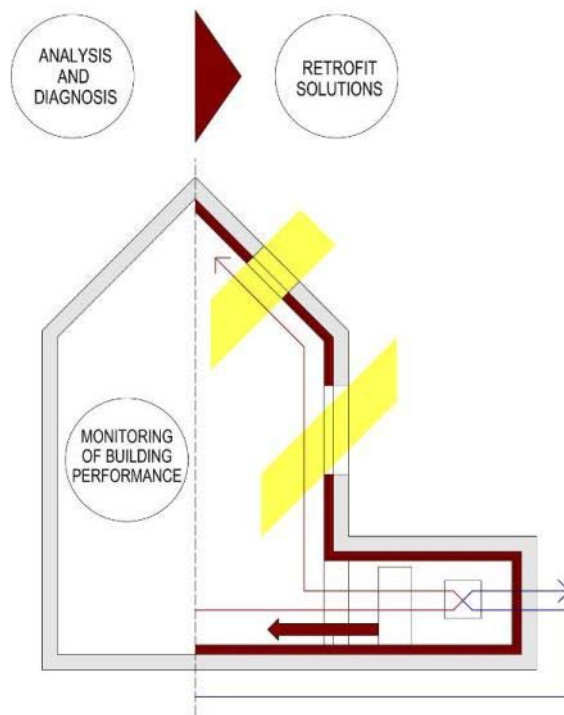 ANALYSIS
AND
DIAGNOSIS
RETROFIT
SOLUTIONS
MONITORING
OF BUILDING
PERFORMANCE